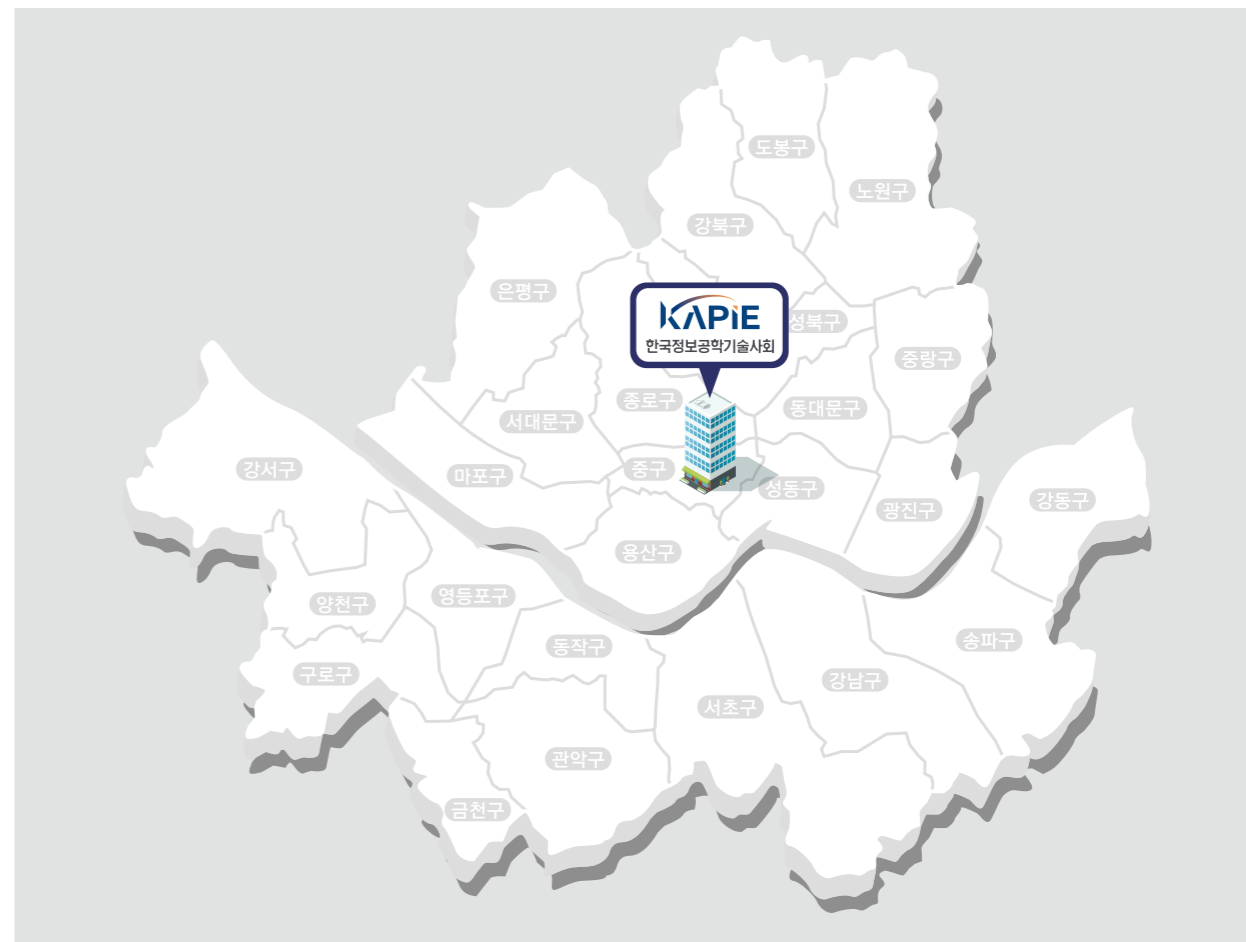 도봉구
노원구
강북구
은평구
KAPiE
한국정보공학기술사회
성북구
중랑구
종로구
동대문구
서대문구
강서구
마포구
중구
성동구
광진구
강동구
용산구
양천구
영등포구
동작구
송파구
구로구
강남구
서초구
관악구
금천구